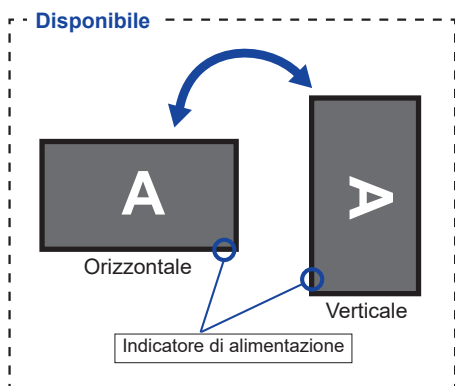 Disponibile
A
A
Orizzontale
Verticale
Indicatore di alimentazione